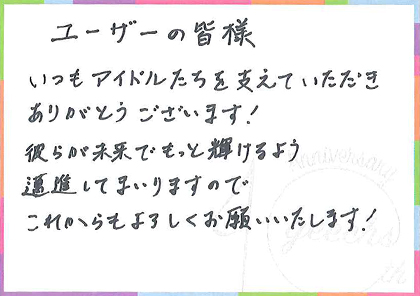 ユーザーの皆様
いつもアイドルたちを支えていただき
ありがとうございます!
彼らが未来でもっと輝けるよう
邁進してまいりますので
これからもよろしくお願いいたします!
Anniversary